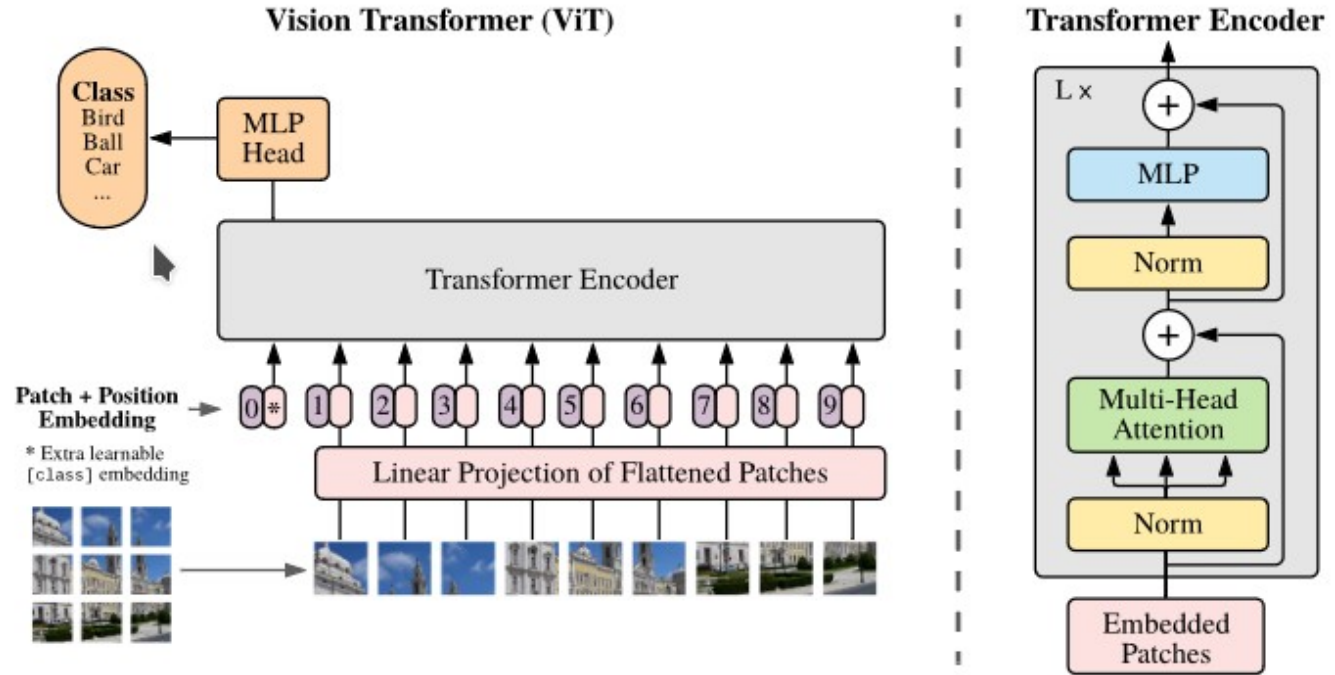 Vision Transformer (ViT)
Class
Bird
Ball
Car
...
MLP
Head
Transformer Encoder
Patch + Position
Embedding
* Extra learnable
[class] embedding
0 * 1 2 3 4 5 6 7 8 9
Linear Projection of Flattened Patches
Transformer Encoder
L ×
+
MLP
Norm
+
Multi-Head
Attention
Norm
Embedded
Patches